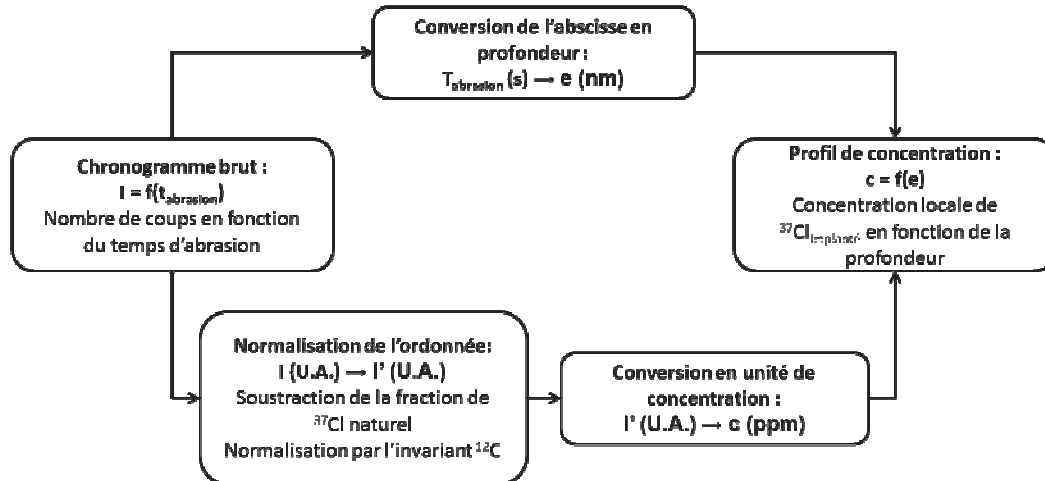 Conversion de l'abscisse en
profondeur :
Tabrasion (s) → e (nm)
Chronogramme brut :
I = f(tabrasion)
Nombre de coups en fonction
du temps d'abrasion
Profil de concentration :
c = f(e)
Concentration locale de
³⁷Cl implanté en fonction de la
profondeur
Normalisation de l'ordonnée:
I (U.A.) → I' (U.A.)
Soustraction de la fraction de
³⁷Cl naturel
Normalisation par l'invariant ¹²C
Conversion en unité de
concentration :
I' (U.A.) → c (ppm)